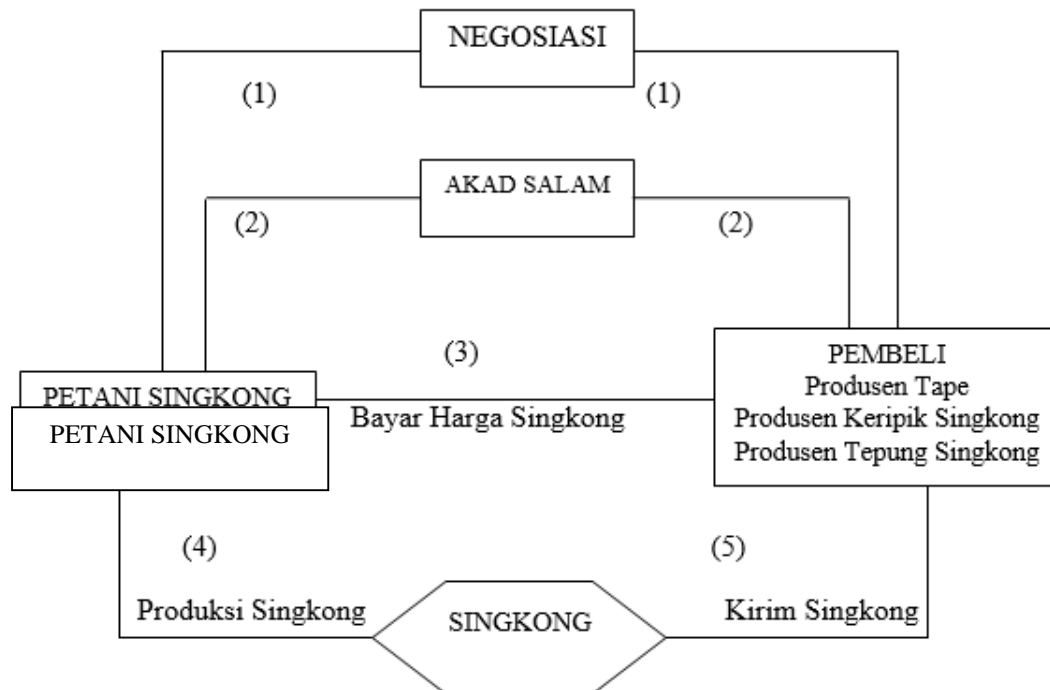 NEGOSIASI
(1)
(1)
AKAD SALAM
(2)
(2)
(3)
PEMBELI
Produsen Tape
Produsen Keripik Singkong
Produsen Tepung Singkong
PETANI SINGKONG
PETANI SINGKONG
Bayar Harga Singkong
(4)
(5)
Produksi Singkong
SINGKONG
Kirim Singkong